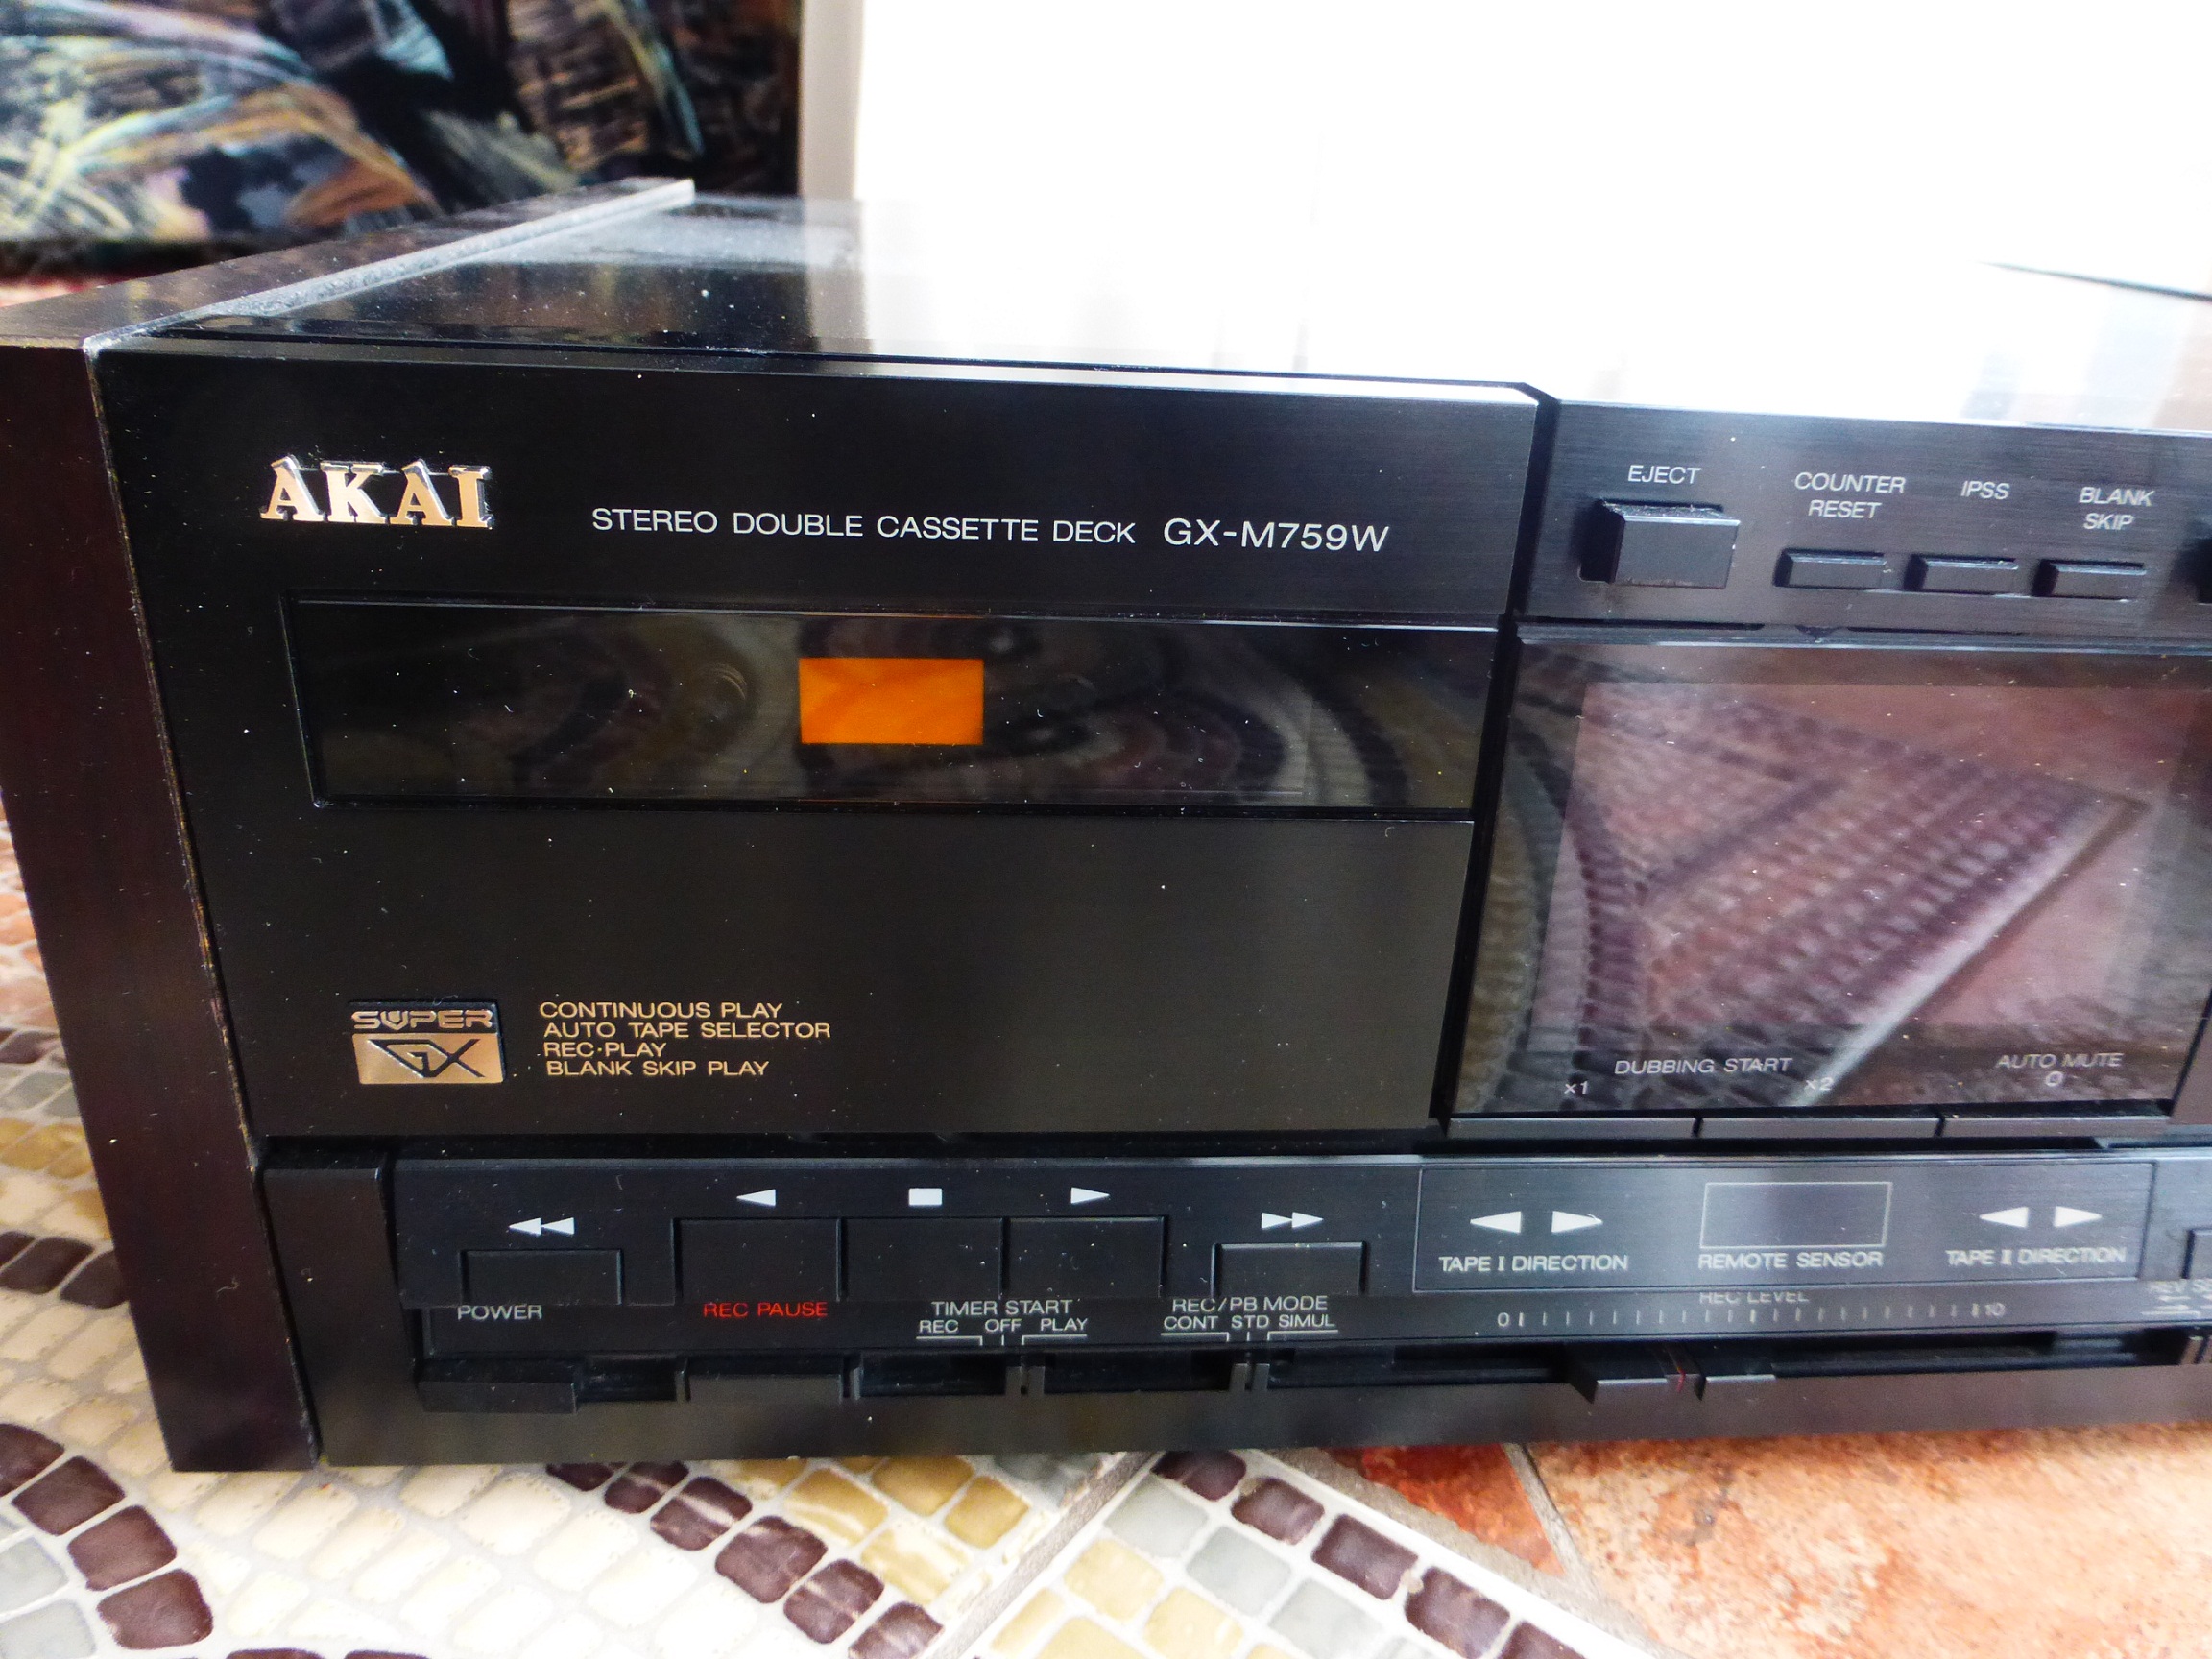 AKAI
STEREO DOUBLE CASSETTE DECK GX-M759W
EJECT
COUNTER
RESET
IPSS
BLANK
SKIP
SUPER
GX
CONTINUOUS PLAY
AUTO TAPE SELECTOR
REC·PLAY
BLANK SKIP PLAY
DUBBING START
×1
×2
AUTO MUTE
TAPE I DIRECTION
REMOTE SENSOR
TAPE II DIRECTION
POWER
REC PAUSE
TIMER START
REC OFF PLAY
REC/PB MODE
CONT STD SIMUL
REC LEVEL
0
10